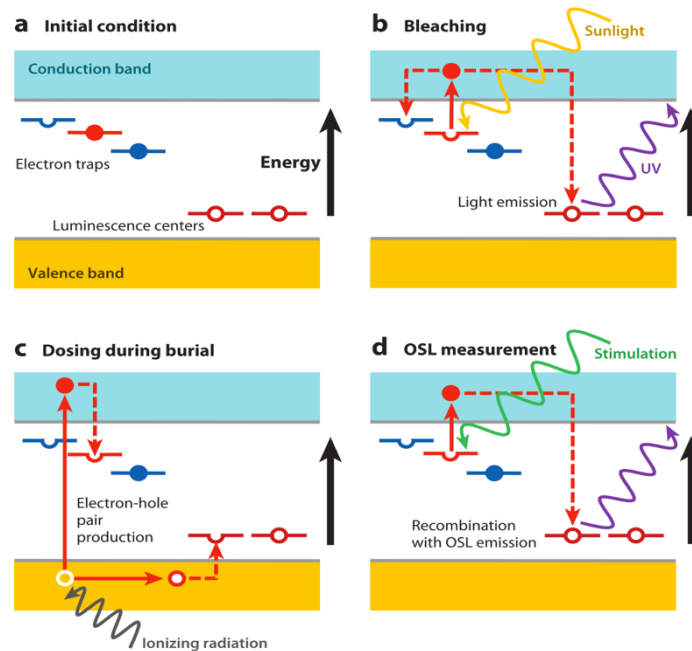 a Initial condition
Conduction band
Electron traps
Energy
Luminescence centers
Valence band
b Bleaching
Sunlight
UV
Light emission
c Dosing during burial
Electron-hole
pair
production
Ionizing radiation
d OSL measurement
Stimulation
Recombination
with OSL emission